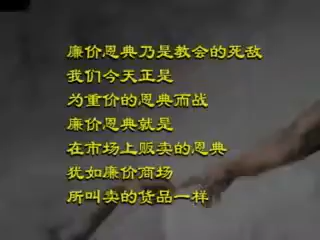 廉价恩典乃是教会的死敌
我们今天正是
为重价的恩典而战
廉价恩典就是
在市场上贩卖的恩典
犹如廉价商场
所叫卖的货品一样